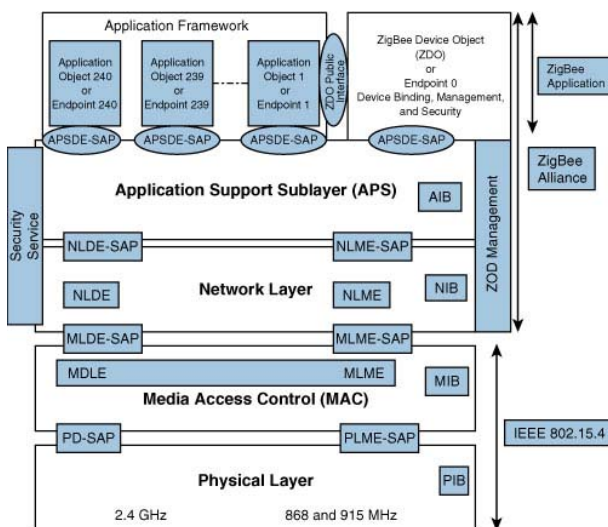 Application Framework
Application
Object 240
or
Endpoint 240
Application
Object 239
or
Endpoint 239
Application
Object 1
or
Endpoint 1
ZDO Public
Interface
ZigBee Device Object
(ZDO)
or
Endpoint 0
Device Binding, Management,
and Security
ZigBee
Application
APSDE-SAP
APSDE-SAP
APSDE-SAP
APSDE-SAP
Application Support Sublayer (APS)
AIB
ZigBee
Alliance
Security
Service
ZOD Management
NLDE-SAP
NLME-SAP
NLDE
Network Layer
NLME
NIB
MLDE-SAP
MLME-SAP
MDLE
MLME
MIB
Media Access Control (MAC)
IEEE 802.15.4
PD-SAP
PLME-SAP
Physical Layer
PIB
2.4 GHz
868 and 915 MHz